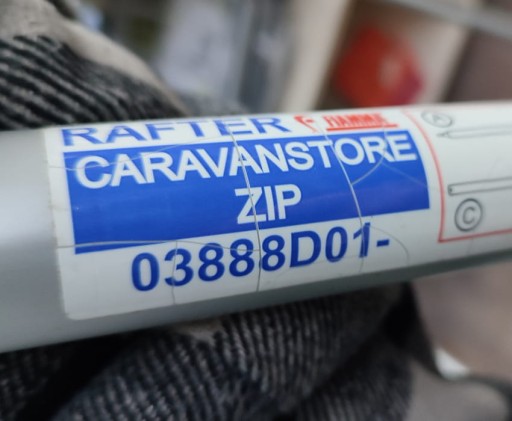 RAFTER FIAMMA
CARAVANSTORE
ZIP
03888D01-
A
C